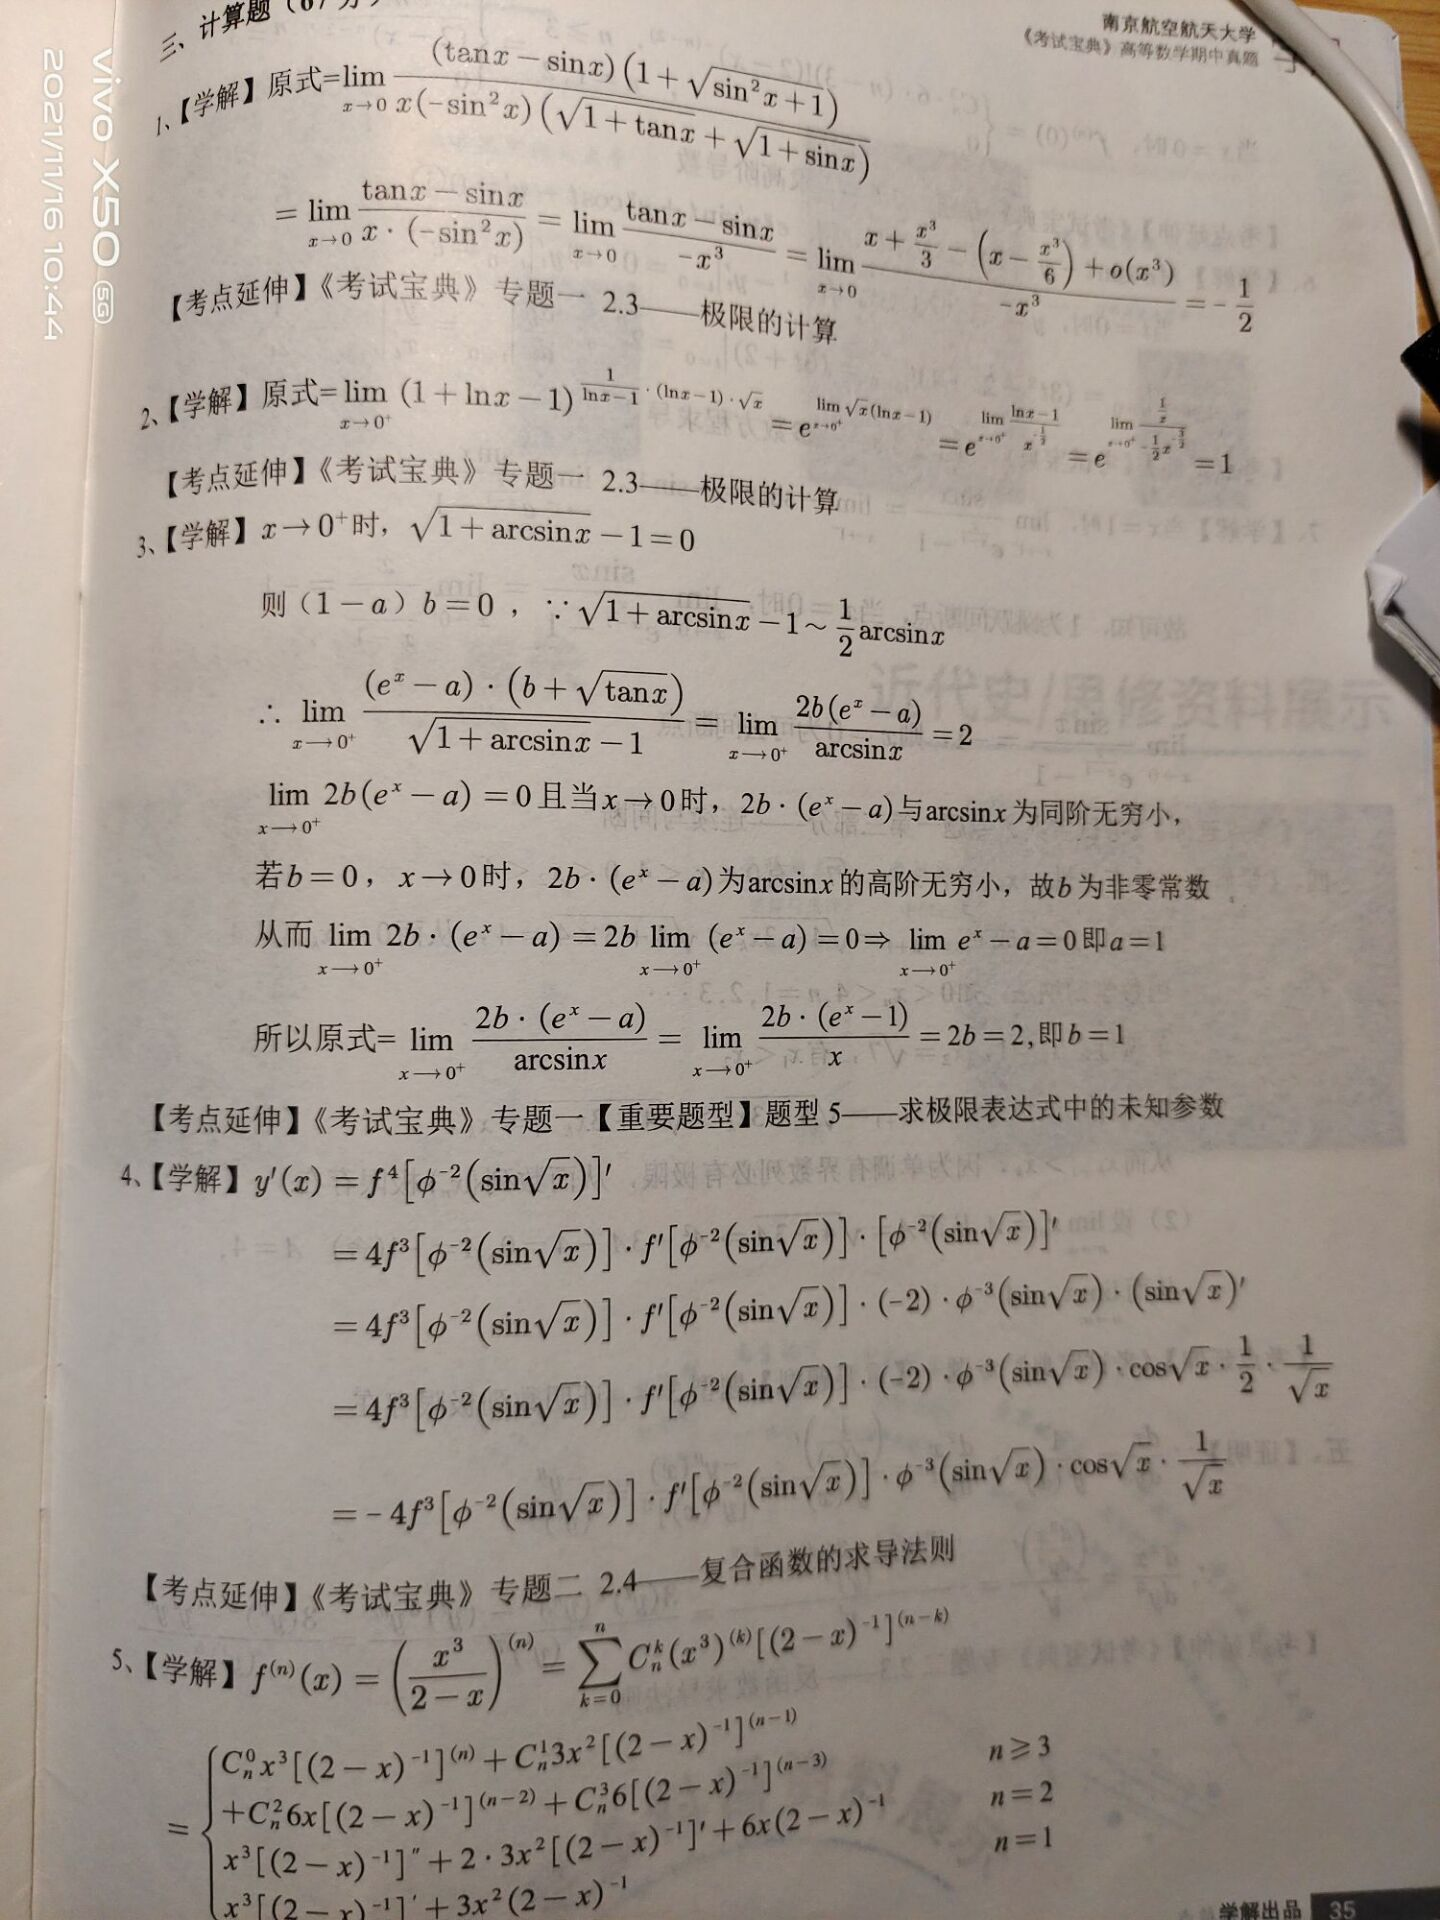 南京航空航天大学
《考试宝典》高等数学期中真题
三、计算题（67分）
1、【学解】原式=lim_{x→0} (tanx－sinx)(1+√(sin²x+1)) / x(－sin²x)(√(1+tanx)+√(1+sinx))
=lim_{x→0} (tanx－sinx)/(x·(－sin²x)) = lim_{x→0} (tanx－sinx)/(－x³) = lim_{x→0} (x+x³/3－(x－x³/6)+o(x³))/(－x³) = －1/2
【考点延伸】《考试宝典》专题一 2.3——极限的计算
2、【学解】原式=lim_{x→0⁺} (1+lnx－1)^{1/(lnx－1)·(lnx－1)·√x} = e^{lim_{x→0⁺} √x(lnx－1)} = e^{lim_{x→0⁺} (lnx－1)/x^{-1/2}} = e^{lim_{x→0⁺} (1/x)/(－1/2 x^{-3/2})} =1
【考点延伸】《考试宝典》专题一 2.3——极限的计算
3、【学解】x→0⁺时，√(1+arcsinx)－1=0
则（1－a）b=0，∵√(1+arcsinx)－1~1/2 arcsinx
∴ lim_{x→0⁺} (eˣ－a)·(b+√tanx)/(√(1+arcsinx)－1) = lim_{x→0⁺} 2b(eˣ－a)/arcsinx =2
lim_{x→0⁺} 2b(eˣ－a)=0且当x→0时，2b·(eˣ－a)与arcsinx为同阶无穷小，
若b=0，x→0时，2b·(eˣ－a)为arcsinx的高阶无穷小，故b为非零常数
从而 lim_{x→0⁺} 2b·(eˣ－a)=2b lim_{x→0⁺} (eˣ－a)=0⇒ lim_{x→0⁺} eˣ－a=0即a=1
所以原式= lim_{x→0⁺} 2b·(eˣ－a)/arcsinx = lim_{x→0⁺} 2b·(eˣ－1)/x =2b=2,即b=1
【考点延伸】《考试宝典》专题一【重要题型】题型5——求极限表达式中的未知参数
4、【学解】y′(x)=f⁴[ϕ⁻²(sin√x)]′
=4f³[ϕ⁻²(sin√x)]·f′[ϕ⁻²(sin√x)]·[ϕ⁻²(sin√x)]′
=4f³[ϕ⁻²(sin√x)]·f′[ϕ⁻²(sin√x)]·(-2)·ϕ⁻³(sin√x)·(sin√x)′
=4f³[ϕ⁻²(sin√x)]·f′[ϕ⁻²(sin√x)]·(-2)·ϕ⁻³(sin√x)·cos√x·1/2·1/√x
=-4f³[ϕ⁻²(sin√x)]·f′[ϕ⁻²(sin√x)]·ϕ⁻³(sin√x)·cos√x·1/√x
【考点延伸】《考试宝典》专题二 2.4——复合函数的求导法则
5、【学解】f⁽ⁿ⁾(x)=(x³/(2－x))⁽ⁿ⁾=∑_{k=0}^{n} C_n^k(x³)^{(k)}[(2－x)⁻¹]^{(n-k)}
= { C_n^0x³[(2－x)⁻¹]^{(n)}+C_n^1 3x²[(2－x)⁻¹]^{(n-1)} n≥3
+C_n^2 6x[(2－x)⁻¹]^{(n-2)}+C_n^3 6[(2－x)⁻¹]^{(n-3)} n=2
x³[(2－x)⁻¹]″+2·3x²[(2－x)⁻¹]′+6x(2－x)⁻¹ n=1
x³[(2－x)⁻¹]′+3x²(2－x)⁻¹
学解出品 35
vivo X50 5G
2021/11/16 10:44